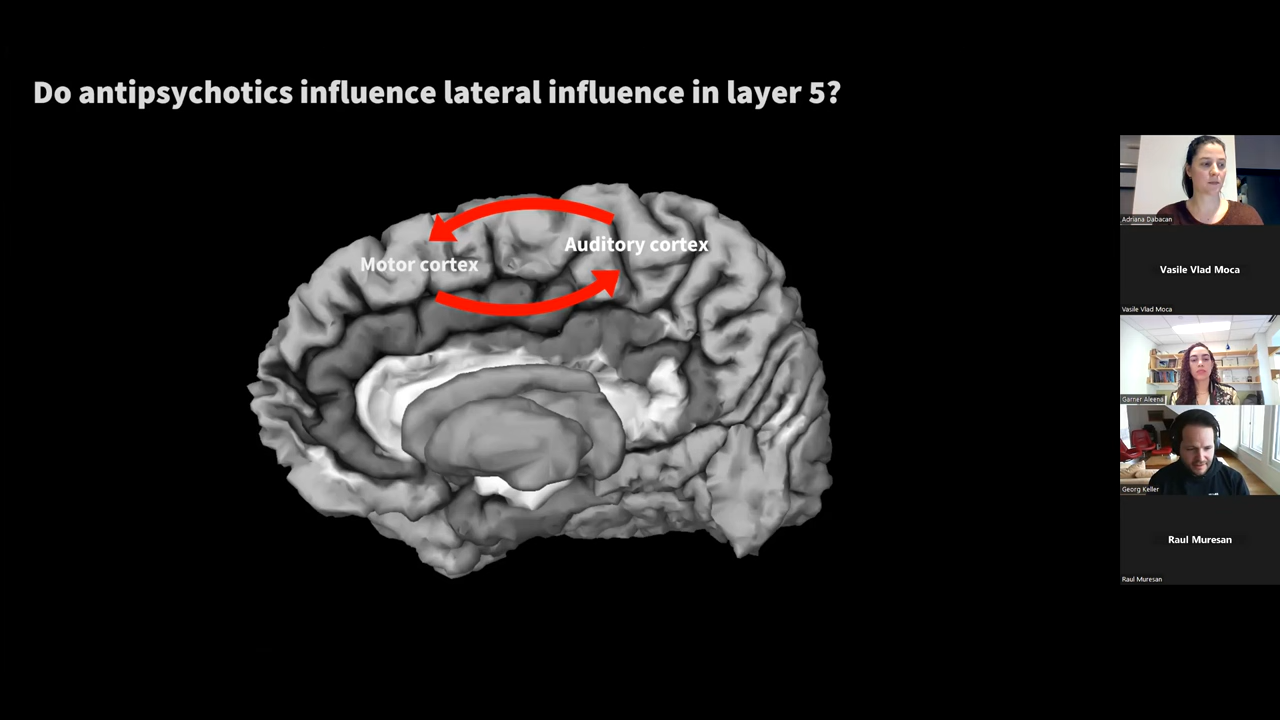 Do antipsychotics influence lateral influence in layer 5?
Auditory cortex
Motor cortex
Adriana Dabacan
Vasile Vlad Moca
Vasile Vlad Moca
Garner Aleena
Georg Keller
Raul Muresan
Raul Muresan